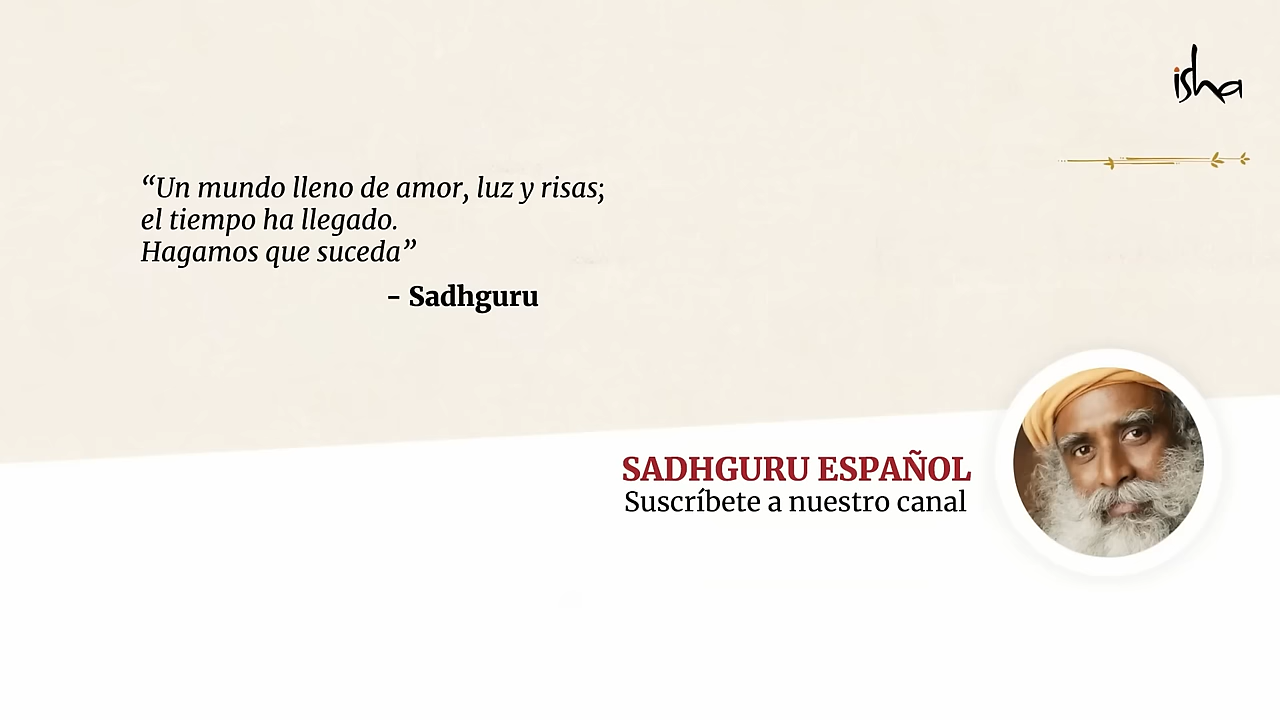 isha
“Un mundo lleno de amor, luz y risas;
el tiempo ha llegado.
Hagamos que suceda”
- Sadhguru
SADHGURU ESPAÑOL
Suscríbete a nuestro canal